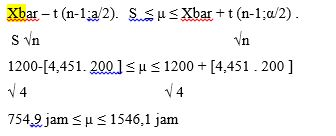 Xbar – t (n-1;a/2). S ≤ μ ≤ Xbar + t (n-1;α/2) .
S √n √n
1200-[4,451. 200 ] ≤ μ ≤ 1200 + [4,451 . 200 ]
√ 4 √ 4
754,9 jam ≤ μ ≤ 1546,1 jam